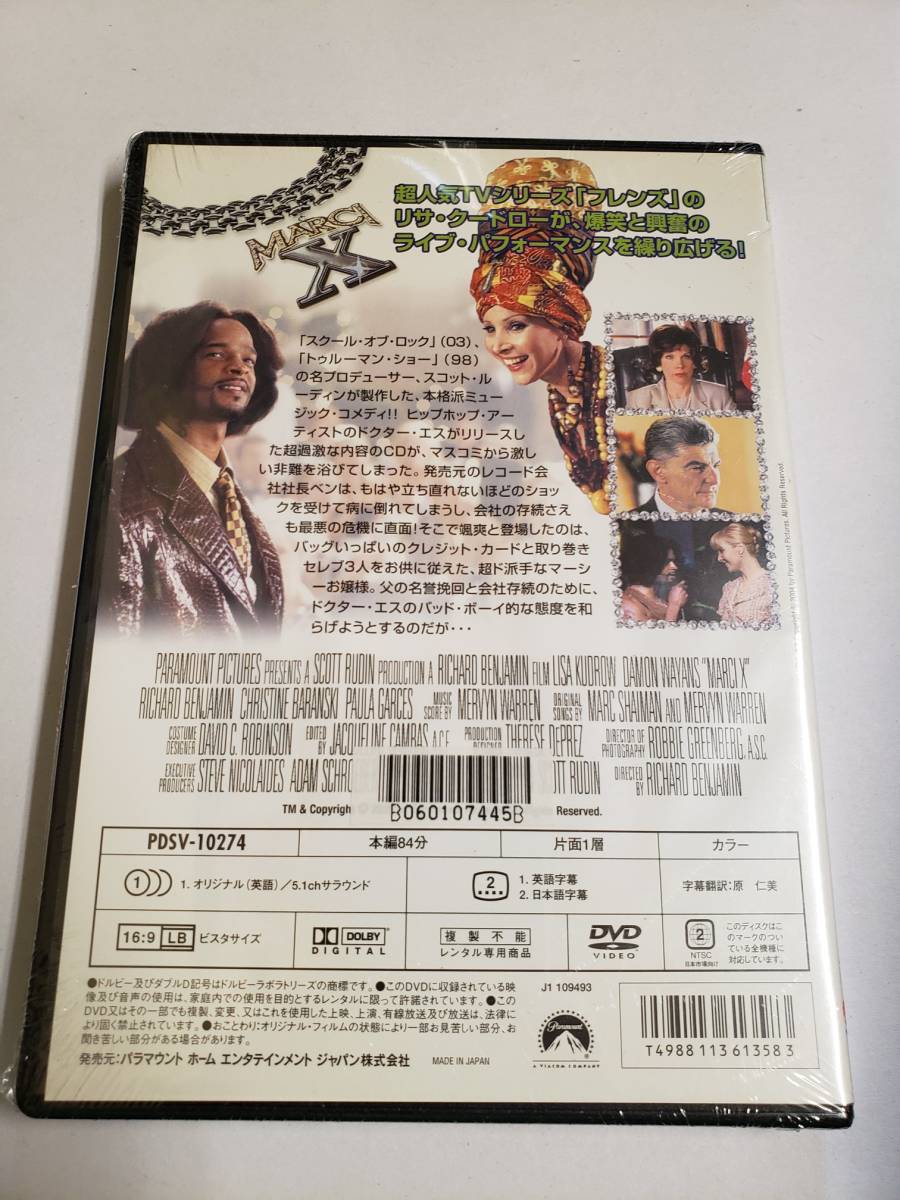 MARCI
X
超人気TVシリーズ「フレンズ」の
リサ・クードローが、爆笑と興奮の
ライブ・パフォーマンスを繰り広げる!
「スクール・オブ・ロック」(03)、
「トゥルーマン・ショー」(98)
の名プロデューサー、スコット・ル
ーディンが製作した、本格派ミュー
ジック・コメディ!! ヒップホップ・アー
ティストのドクター・エスがリリースし
た超過激な内容のCDが、マスコミから激し
い非難を浴びてしまった。発売元のレコード会
社社長ベンは、もはや立ち直れないほどのショッ
クを受けて病に倒れてしまうし、会社の存続さえ
も最悪の危機に直面!そこで颯爽と登場したのは、
バッグいっぱいのクレジット・カードと取り巻き
セレブ3人をお供に従えた、超ド派手なマーシ
ーお嬢様。父の名誉挽回と会社存続のために、
ドクター・エスのバッド・ボーイ的な態度を和
らげようとするのだが・・・
2004 by Paramount Pictures. All Rights Reserved.
PARAMOUNT PICTURES PRESENTS A SCOTT RUDIN PRODUCTION A RICHARD BENJAMIN FILM LISA KUDROW DAMON WAYANS "MARCI X"
RICHARD BENJAMIN CHRISTINE BARANSKI PAULA GARCES MUSIC SCORE BY MERVYN WARREN ORIGINAL SONGS BY MARC SHAIMAN AND MERVYN WARREN
COSTUME DESIGNER DAVID C. ROBINSON EDITED BY JACQUELINE CAMBAS, A.C.E. PRODUCTION DESIGNER THERESE DEPREZ DIRECTOR OF PHOTOGRAPHY ROBBIE GREENBERG, A.S.C.
EXECUTIVE PRODUCERS STEVE NICOLAIDES ADAM SCHRO OTT RUDIN DIRECTED BY RICHARD BENJAMIN
TM & Copyrigh Reserved.
B060107445B
PDSV-10274 本編84分 片面1層 カラー
1 1. オリジナル(英語)/5.1chサラウンド
2 1. 英語字幕
2. 日本語字幕
字幕翻訳:原 仁美
16:9 LB ビスタサイズ
DOLBY
DIGITAL
複製不能
レンタル専用商品
DVD
VIDEO
2
NTSC
日本市場向け
このディスクはこ
のマークのつい
ている全機種に
対応しています。
●ドルビー及びダブルD記号はドルビーラボラトリーズの商標です。●このDVDに収録されている映
像及び音声の使用は、家庭内での使用を目的とするレンタルに限って許諾されています。●この
DVD又はその一部でも複製、変更、又はこれを使用した上映、上演、有線放送及び放送は、法律に
より固く禁止されています。●おことわり:オリジナル・フィルムの状態により一部お見苦しい部分、お
聞き苦しい部分がある場合があります。
発売元:パラマウント ホーム エンタテインメント ジャパン株式会社
MADE IN JAPAN
J1 109493
Paramount
A VIACOM COMPANY
T4988113613583